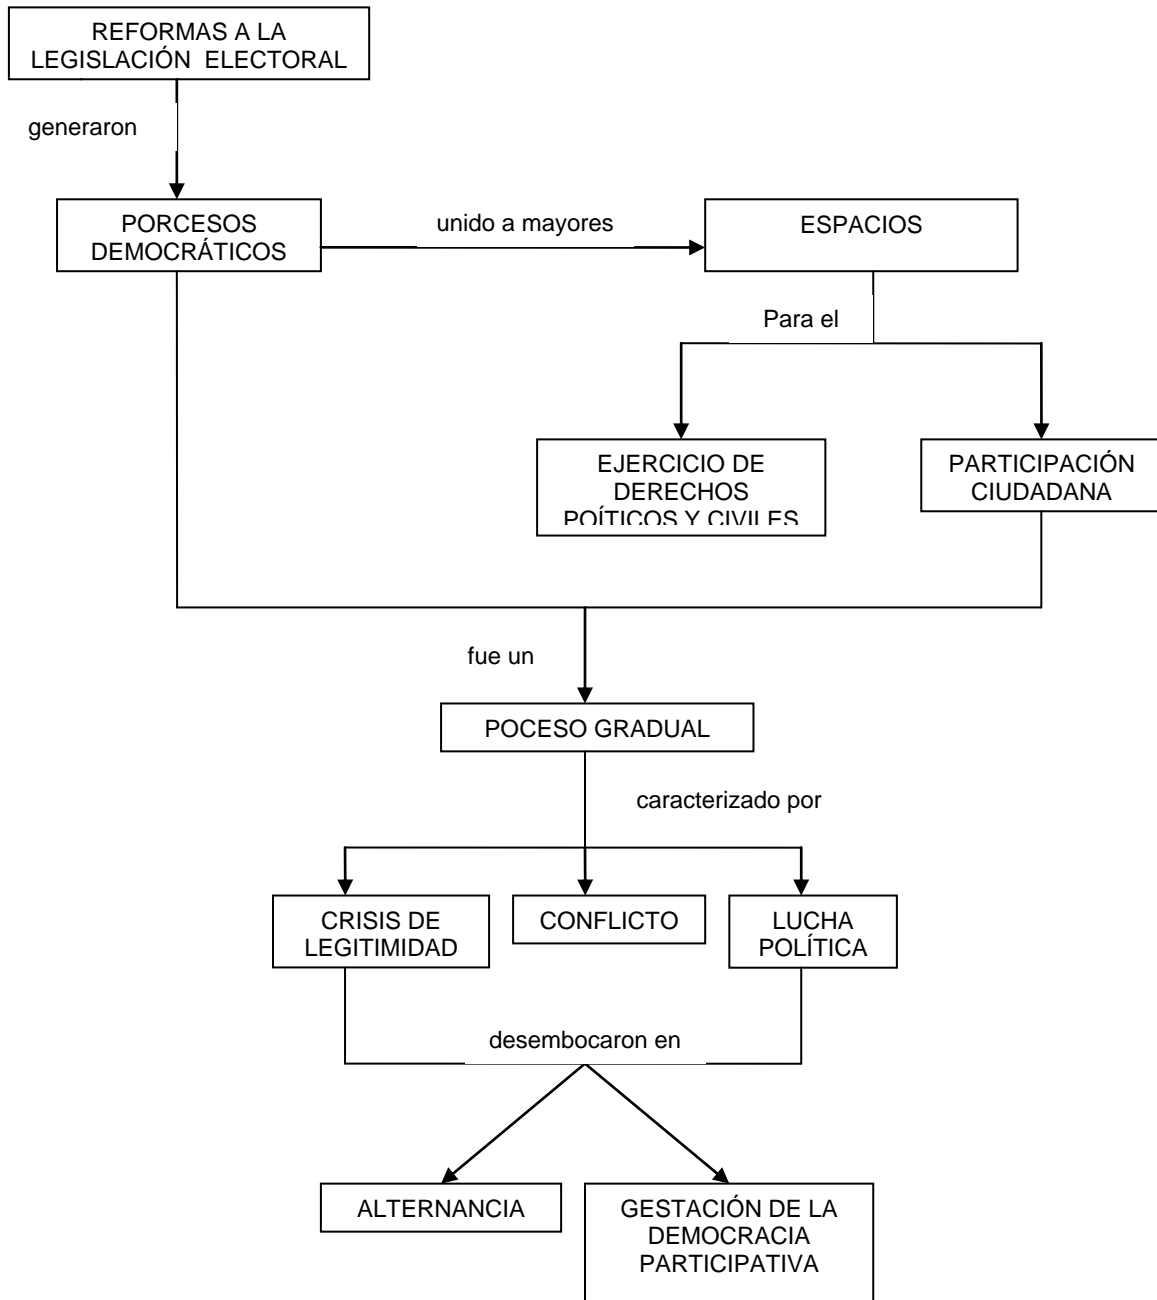 REFORMAS A LA
LEGISLACIÓN ELECTORAL
generaron
PORCESOS
DEMOCRÁTICOS
unido a mayores
ESPACIOS
Para el
EJERCICIO DE
DERECHOS
POÍTICOS Y CIVILES
PARTICIPACIÓN
CIUDADANA
fue un
POCESO GRADUAL
caracterizado por
CRISIS DE
LEGITIMIDAD
CONFLICTO
LUCHA
POLÍTICA
desembocaron en
ALTERNANCIA
GESTACIÓN DE LA
DEMOCRACIA
PARTICIPATIVA